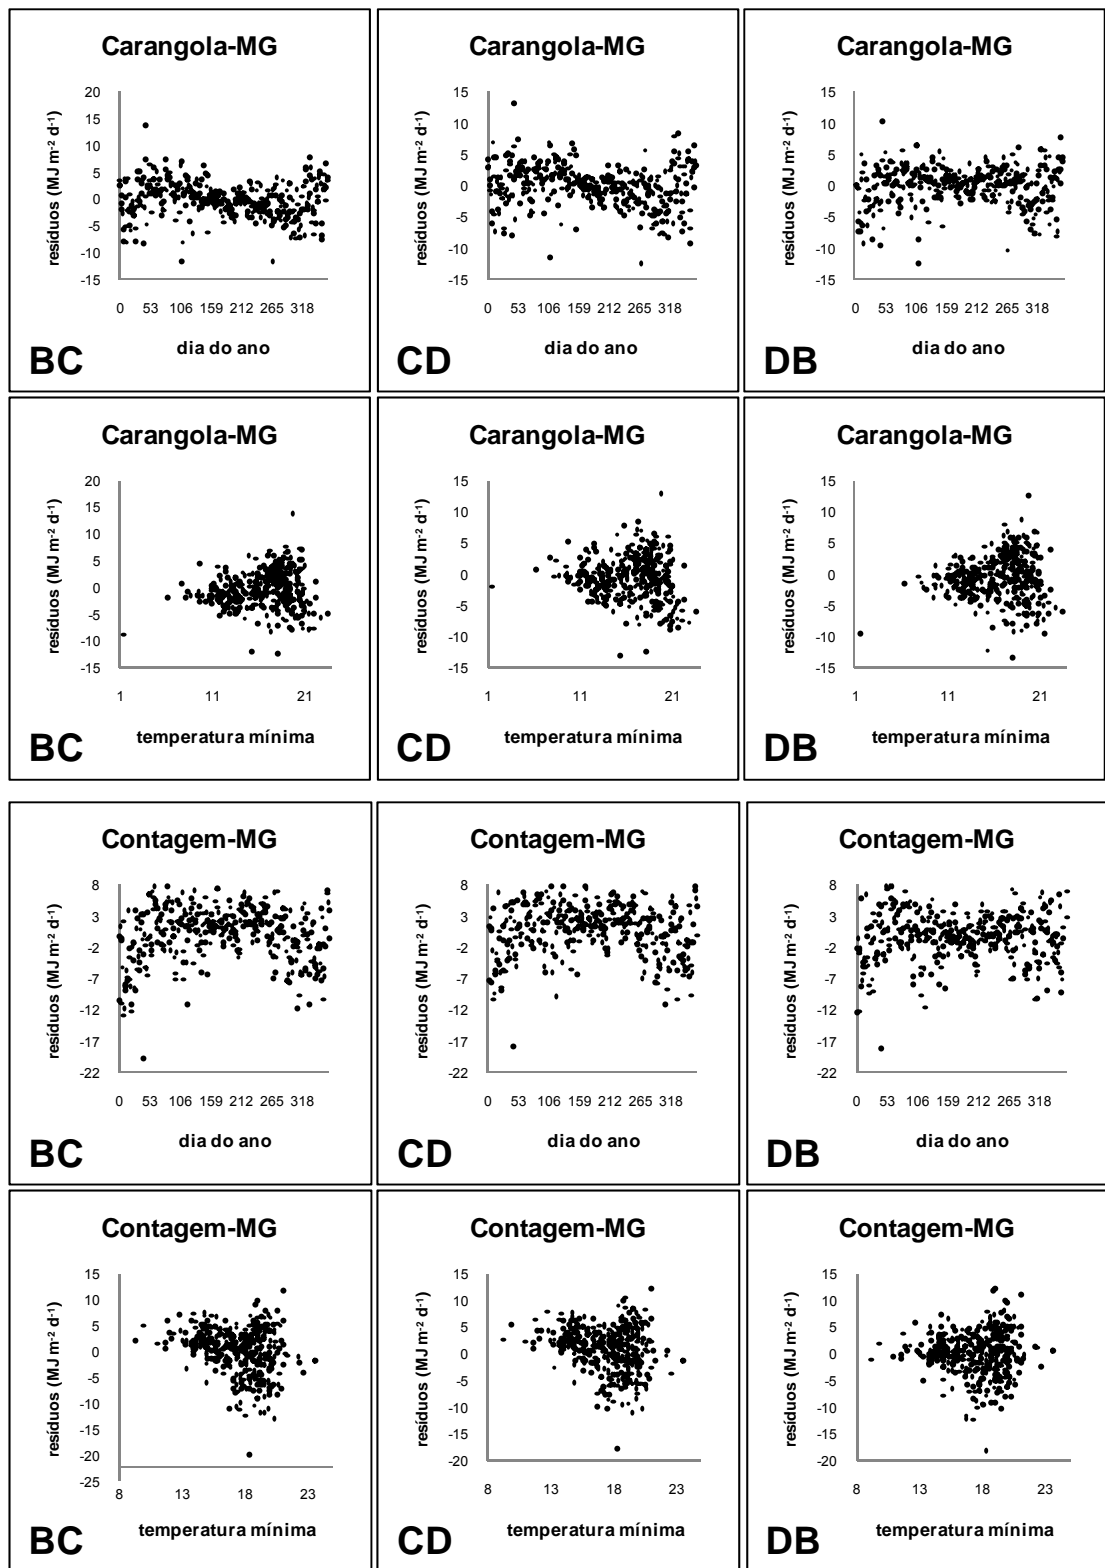 Carangola-MG
resíduos (MJ m-2 d-1)
20
15
10
5
0
-5
-10
-15
0 53 106 159 212 265 318
dia do ano
BC
Carangola-MG
resíduos (MJ m-2 d-1)
15
10
5
0
-5
-10
-15
0 53 106 159 212 265 318
dia do ano
CD
Carangola-MG
resíduos (MJ m-2 d-1)
15
10
5
0
-5
-10
-15
0 53 106 159 212 265 318
dia do ano
DB
Carangola-MG
resíduos (MJ m-2 d-1)
20
15
10
5
0
-5
-10
-15
1 11 21
temperatura mínima
BC
Carangola-MG
resíduos (MJ m-2 d-1)
15
10
5
0
-5
-10
-15
1 11 21
temperatura mínima
CD
Carangola-MG
resíduos (MJ m-2 d-1)
15
10
5
0
-5
-10
-15
1 11 21
temperatura mínima
DB
Contagem-MG
resíduos (MJ m-2 d-1)
8
3
-2
-7
-12
-17
-22
0 53 106 159 212 265 318
dia do ano
BC
Contagem-MG
resíduos (MJ m-2 d-1)
8
3
-2
-7
-12
-17
-22
0 53 106 159 212 265 318
dia do ano
CD
Contagem-MG
resíduos (MJ m-2 d-1)
8
3
-2
-7
-12
-17
-22
0 53 106 159 212 265 318
dia do ano
DB
Contagem-MG
resíduos (MJ m-2 d-1)
15
10
5
0
-5
-10
-15
-20
-25
8 13 18 23
temperatura mínima
BC
Contagem-MG
resíduos (MJ m-2 d-1)
15
10
5
0
-5
-10
-15
-20
8 13 18 23
temperatura mínima
CD
Contagem-MG
resíduos (MJ m-2 d-1)
15
10
5
0
-5
-10
-15
-20
8 13 18 23
temperatura mínima
DB